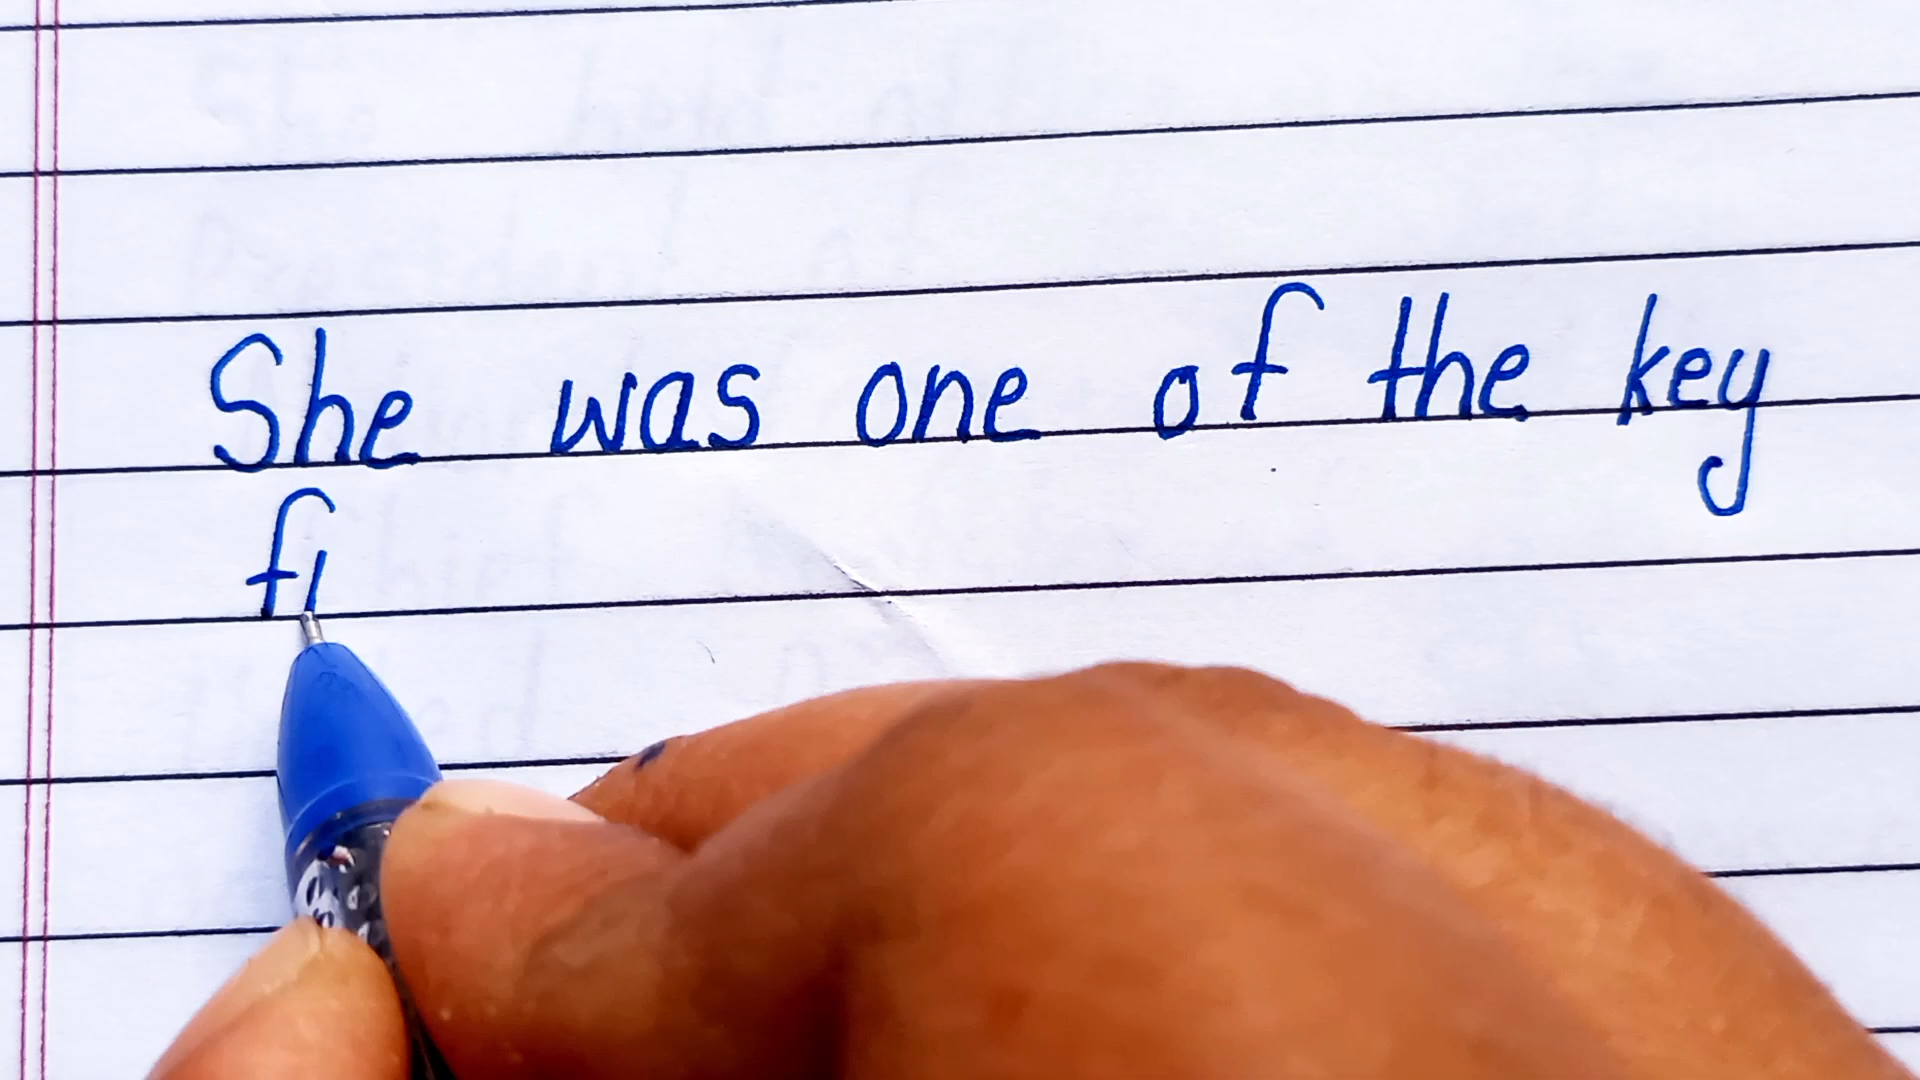 She was one of the key
fi